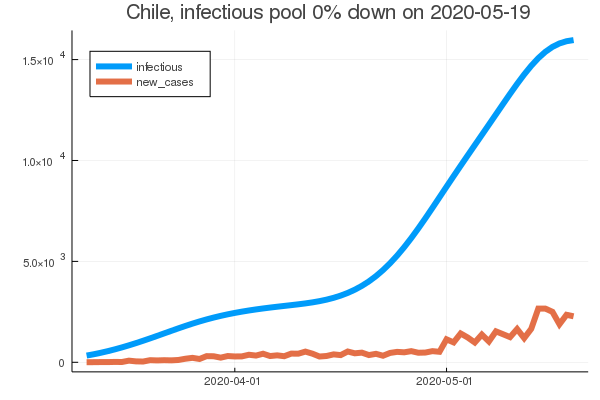 Chile, infectious pool 0% down on 2020-05-19
1.5×10⁴
infectious
new_cases
1.0×10⁴
5.0×10³
0
2020-04-01 2020-05-01